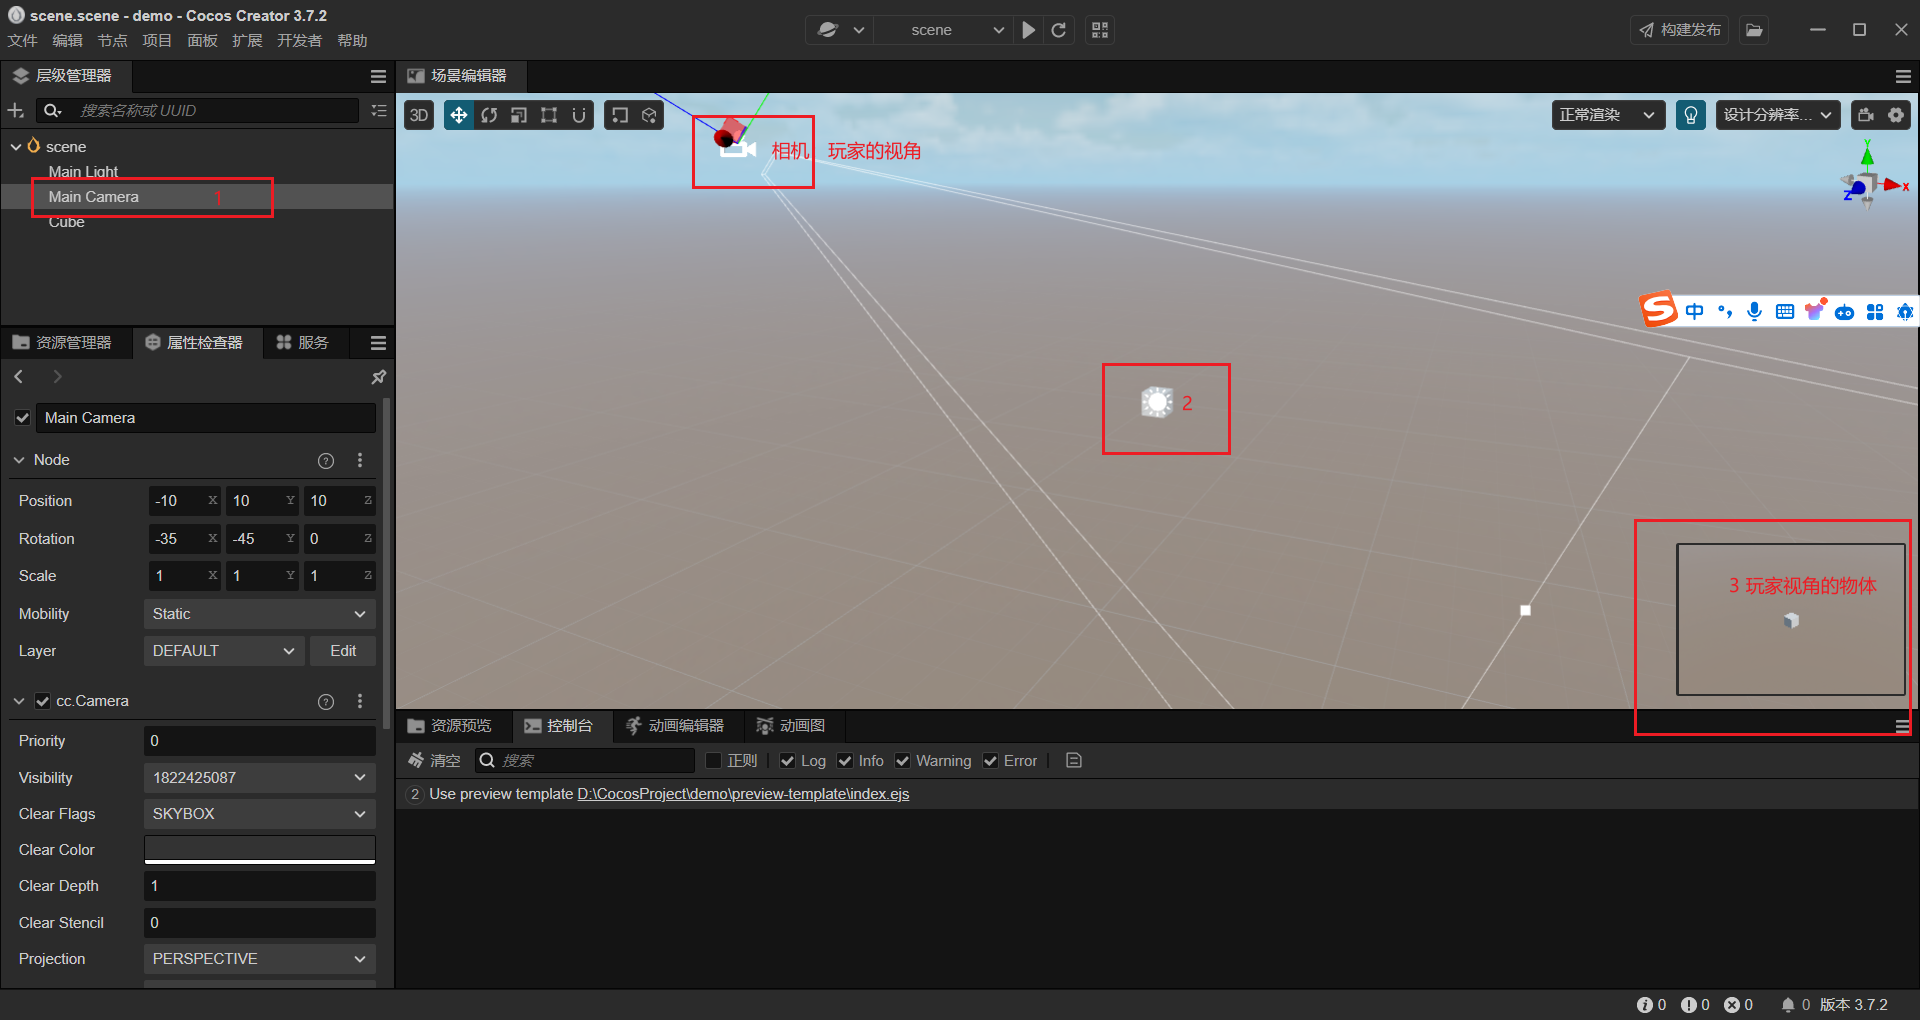 scene.scene - demo - Cocos Creator 3.7.2
文件 编辑 节点 项目 面板 扩展 开发者 帮助
scene
构建发布
层级管理器
搜索名称或 UUID
scene
Main Light
Main Camera 1
Cube
场景编辑器
3D
正常渲染
设计分辨率...
相机 玩家的视角
Y
X
Z
S 中
2
3 玩家视角的物体
资源管理器 属性检查器 服务
Main Camera
Node
Position -10 X 10 Y 10 Z
Rotation -35 X -45 Y 0 Z
Scale 1 X 1 Y 1 Z
Mobility Static
Layer DEFAULT Edit
cc.Camera
Priority 0
Visibility 1822425087
Clear Flags SKYBOX
Clear Color
Clear Depth 1
Clear Stencil 0
Projection PERSPECTIVE
资源预览 控制台 动画编辑器 动画图
清空 搜索 正则 Log Info Warning Error
2 Use preview template D:\CocosProject\demo\preview-template\index.ejs
0 0 0 0 版本 3.7.2